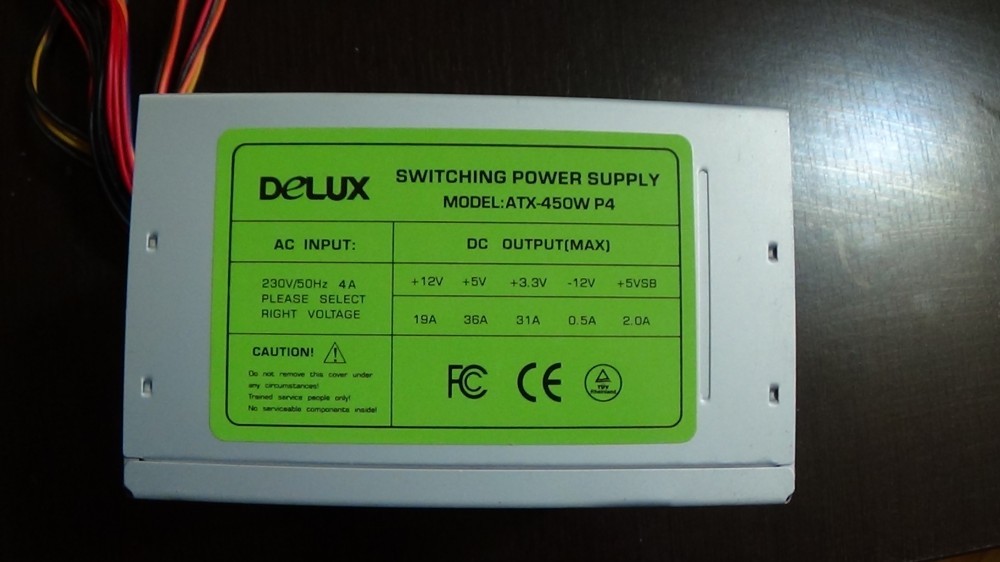 DeLUX
SWITCHING POWER SUPPLY
MODEL:ATX-450W P4
AC INPUT:
DC OUTPUT(MAX)
230V/50Hz 4A
PLEASE SELECT
RIGHT VOLTAGE
+12V +5V +3.3V -12V +5VSB
19A 36A 31A 0.5A 2.0A
CAUTION!
Do not remove this cover under
any circumstances!
Trained service people only!
No serviceable components inside!
FC CE
TÜV
Rheinland